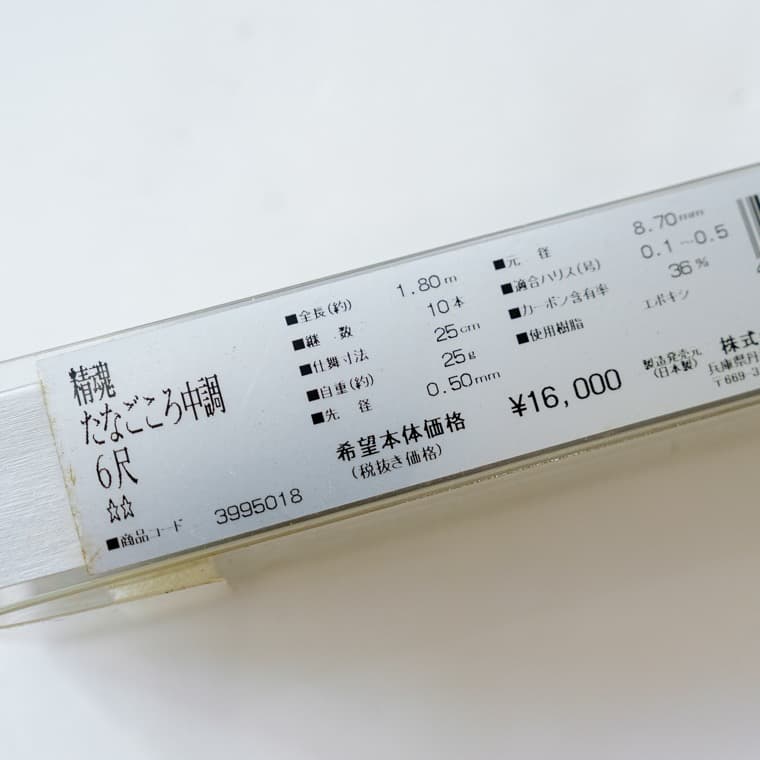 精魂
たなごころ中調
6尺
☆☆
■商品コード 3995018
■全長(約) 1.80m
■継 数 10本
■仕舞寸法 25cm
■自重(約) 25g
■先 径 0.50mm
■元 径 8.70mm
■適合ハリス(号) 0.1~0.5
■カーボン含有率 36%
■使用樹脂 エポキシ
希望本体価格 ¥16,000
(税抜き価格)
製造発売元 株式
(日本製) 兵庫県丹
〒669-3